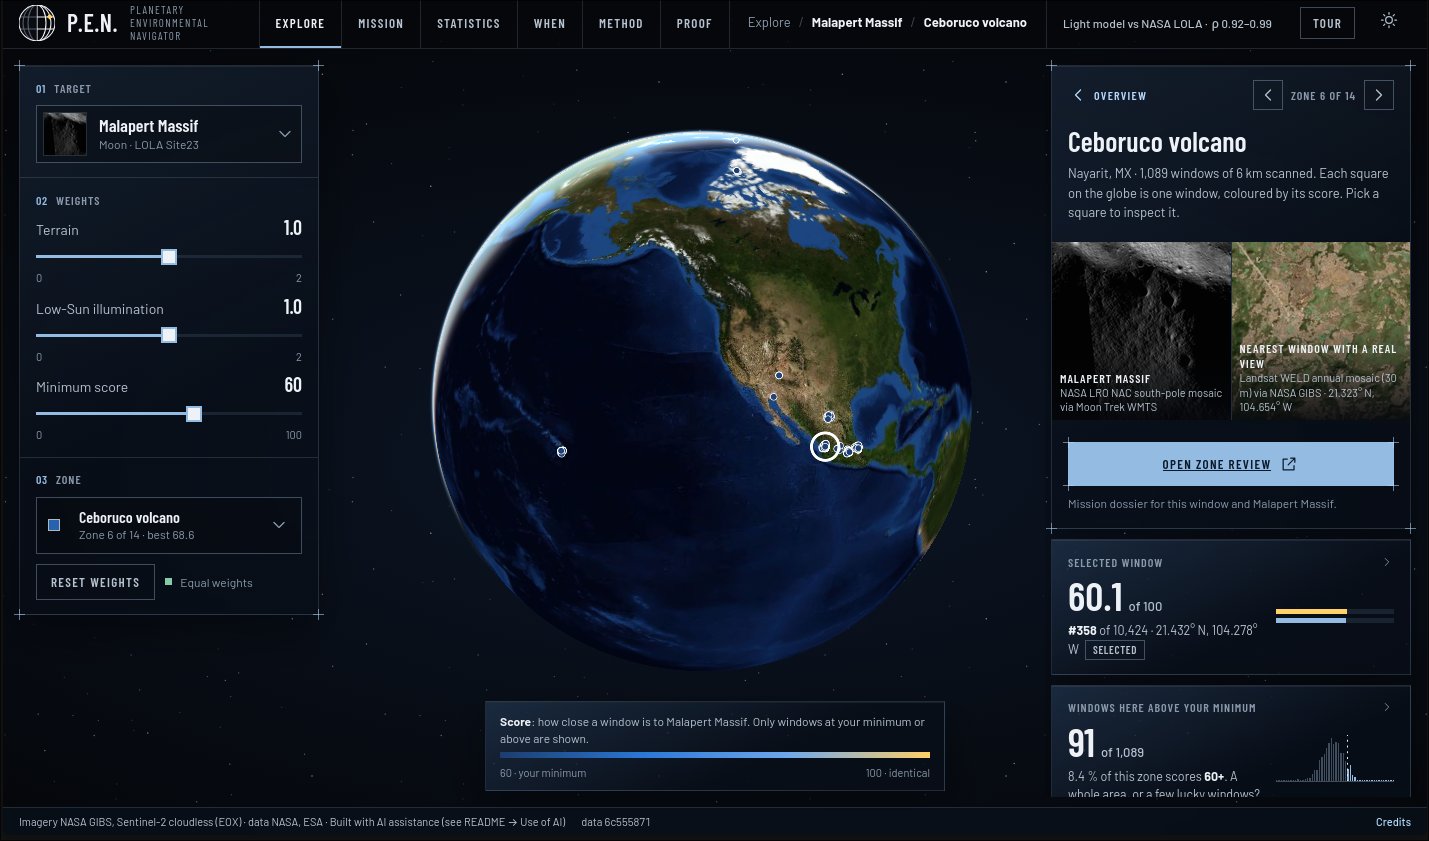 P.E.N.
PLANETARY
ENVIRONMENTAL
NAVIGATOR
EXPLORE
MISSION
STATISTICS
WHEN
METHOD
PROOF
Explore / Malapert Massif / Ceboruco volcano
Light model vs NASA LOLA · ρ 0.92–0.99
TOUR
01 TARGET
Malapert Massif
Moon · LOLA Site23
02 WEIGHTS
Terrain 1.0
0 2
Low-Sun illumination 1.0
0 2
Minimum score 60
0 100
03 ZONE
Ceboruco volcano
Zone 6 of 14 · best 68.6
RESET WEIGHTS
Equal weights
Score: how close a window is to Malapert Massif. Only windows at your minimum or
above are shown.
60 · your minimum 100 · identical
OVERVIEW
ZONE 6 OF 14
Ceboruco volcano
Nayarit, MX · 1,089 windows of 6 km scanned. Each square
on the globe is one window, coloured by its score. Pick a
square to inspect it.
MALAPERT MASSIF
NASA LRO NAC south-pole mosaic
via Moon Trek WMTS
NEAREST WINDOW WITH A REAL
VIEW
Landsat WELD annual mosaic (30
m) via NASA GIBS · 21.323° N,
104.654° W
OPEN ZONE REVIEW
Mission dossier for this window and Malapert Massif.
SELECTED WINDOW
60.1 of 100
#358 of 10,424 · 21.432° N, 104.278°
W SELECTED
WINDOWS HERE ABOVE YOUR MINIMUM
91 of 1,089
8.4 % of this zone scores 60+. A
whole area, or a few lucky windows?
Imagery NASA GIBS, Sentinel-2 cloudless (EOX) · data NASA, ESA · Built with AI assistance (see README → Use of AI) data 6c555871
Credits